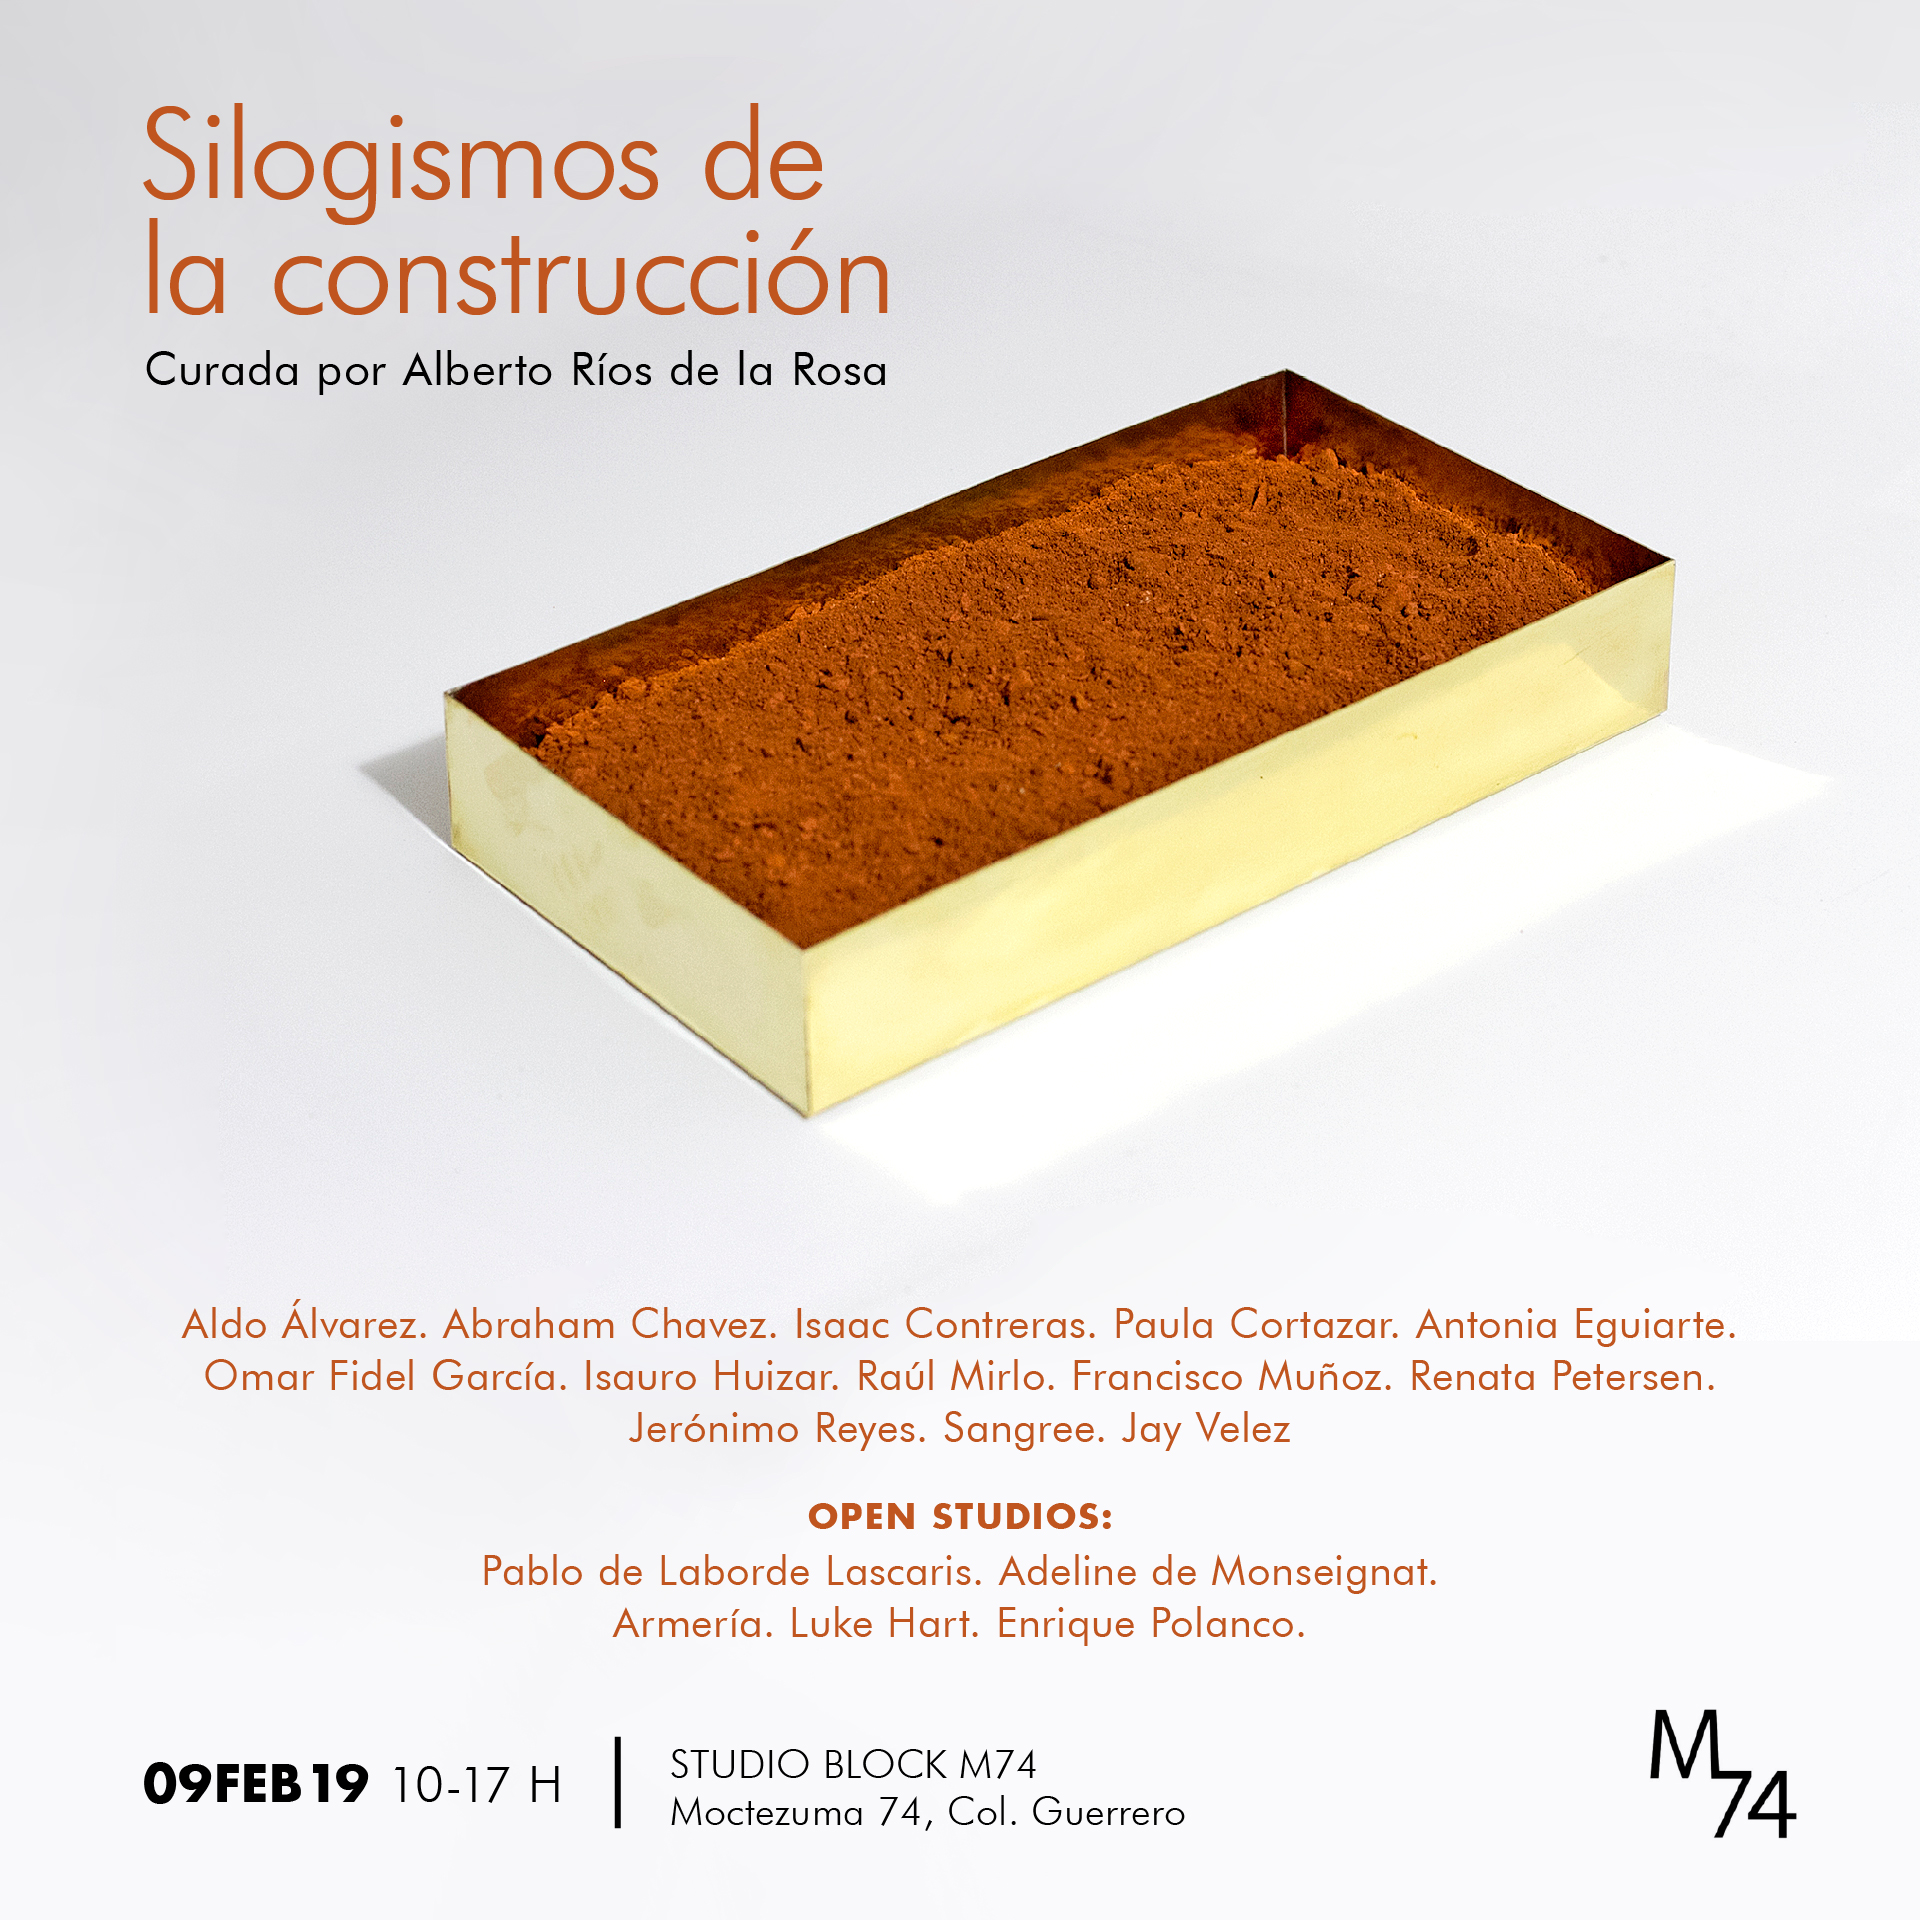 Silogismos de
la construcción
Curada por Alberto Ríos de la Rosa
Aldo Álvarez. Abraham Chavez. Isaac Contreras. Paula Cortazar. Antonia Eguiarte.
Omar Fidel García. Isauro Huizar. Raúl Mirlo. Francisco Muñoz. Renata Petersen.
Jerónimo Reyes. Sangree. Jay Velez
OPEN STUDIOS:
Pablo de Laborde Lascaris. Adeline de Monseignat.
Armería. Luke Hart. Enrique Polanco.
09FEB19 10-17 H
STUDIO BLOCK M74
Moctezuma 74, Col. Guerrero
M
74